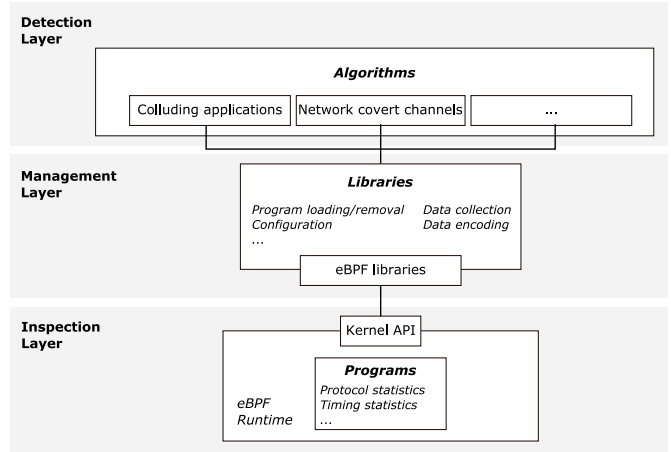 Detection
Layer
Algorithms
Colluding applications
Network covert channels
...
Management
Layer
Libraries
Program loading/removal
Data collection
Configuration
Data encoding
...
eBPF libraries
Inspection
Layer
Kernel API
Programs
Protocol statistics
Timing statistics
...
eBPF
Runtime